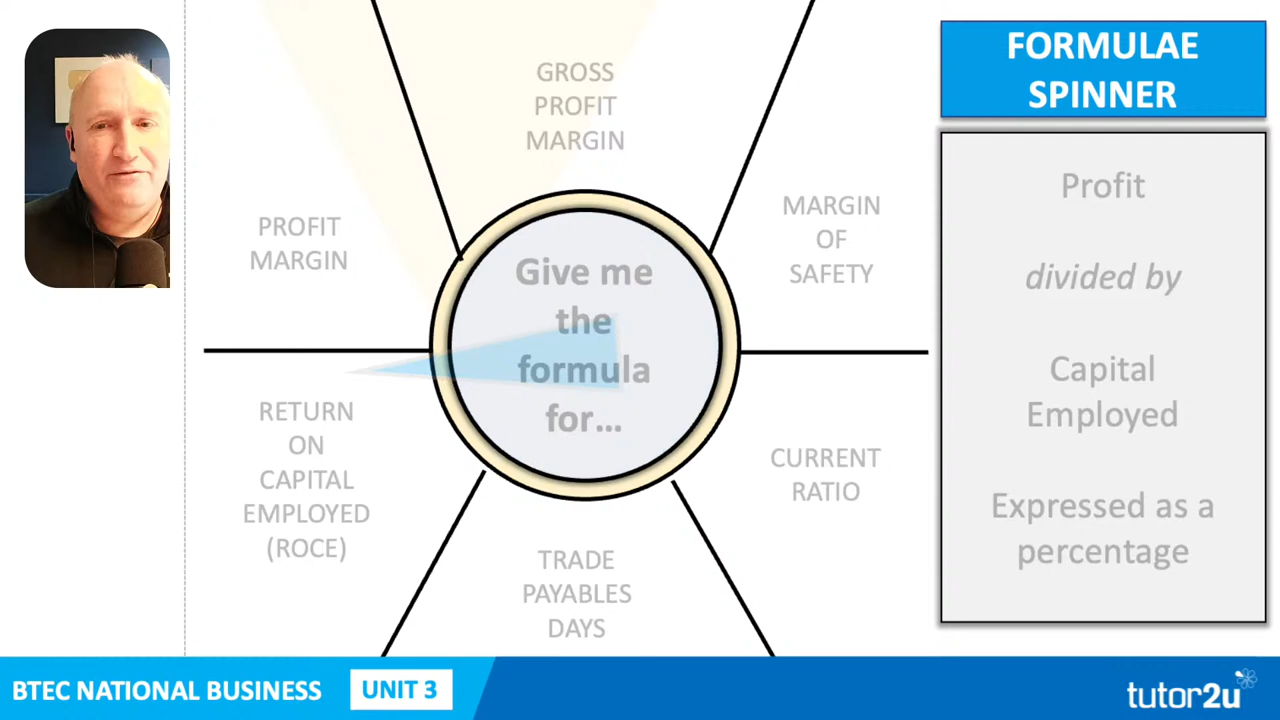 GROSS
PROFIT
MARGIN
PROFIT
MARGIN
MARGIN
OF
SAFETY
Give me
the
formula
for...
RETURN
ON
CAPITAL
EMPLOYED
(ROCE)
CURRENT
RATIO
TRADE
PAYABLES
DAYS
FORMULAE
SPINNER
Profit
divided by
Capital
Employed
Expressed as a
percentage
BTEC NATIONAL BUSINESS
UNIT 3
tutor2u